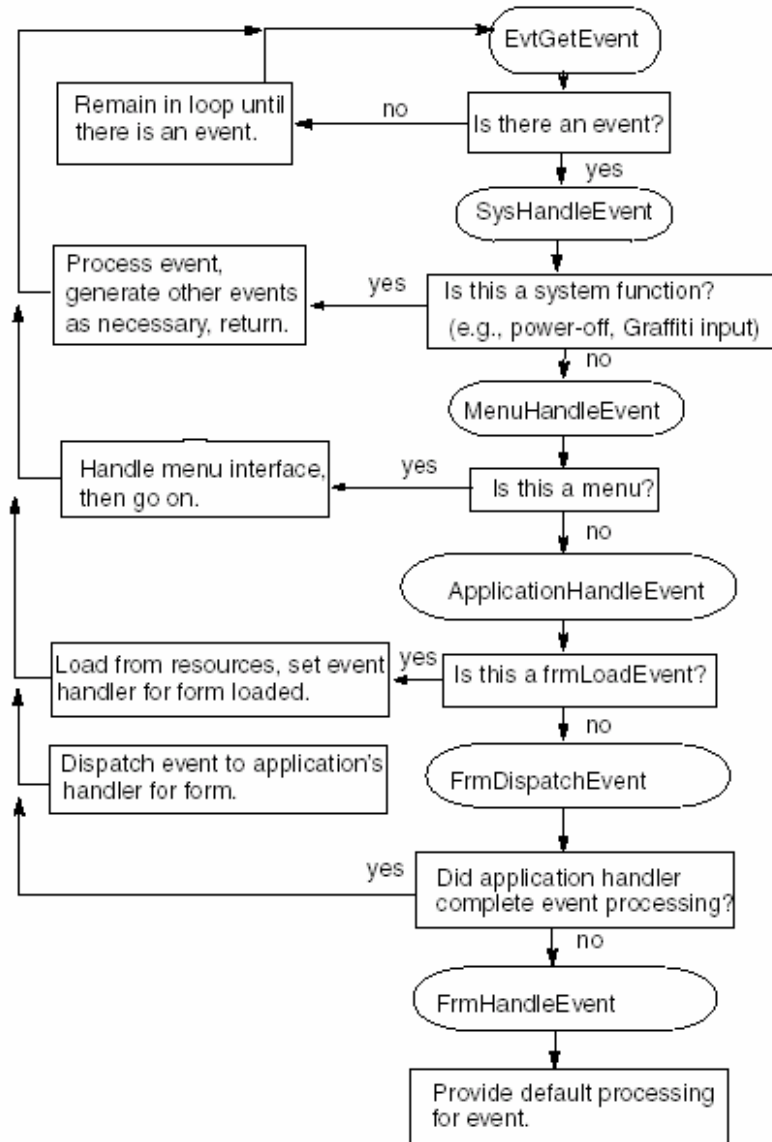 EvtGetEvent
Remain in loop until
there is an event.
no
Is there an event?
yes
SysHandleEvent
Process event,
generate other events
as necessary, return.
yes
Is this a system function?
(e.g., power-off, Graffiti input)
no
MenuHandleEvent
Handle menu interface,
then go on.
yes
Is this a menu?
no
ApplicationHandleEvent
Load from resources, set event
handler for form loaded.
yes
Is this a frmLoadEvent?
no
Dispatch event to application's
handler for form.
FrmDispatchEvent
yes
Did application handler
complete event processing?
no
FrmHandleEvent
Provide default processing
for event.